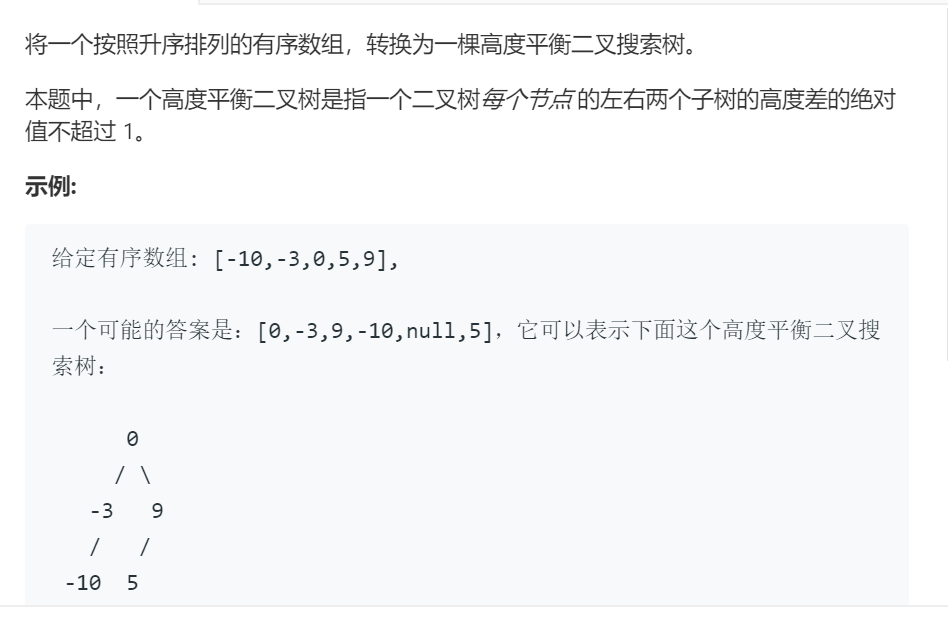 将一个按照升序排列的有序数组，转换为一棵高度平衡二叉搜索树。
本题中，一个高度平衡二叉树是指一个二叉树每个节点 的左右两个子树的高度差的绝对
值不超过 1。
示例:
给定有序数组: [-10,-3,0,5,9],
一个可能的答案是：[0,-3,9,-10,null,5]，它可以表示下面这个高度平衡二叉搜
索树：
0
/ \
-3 9
/ /
-10 5